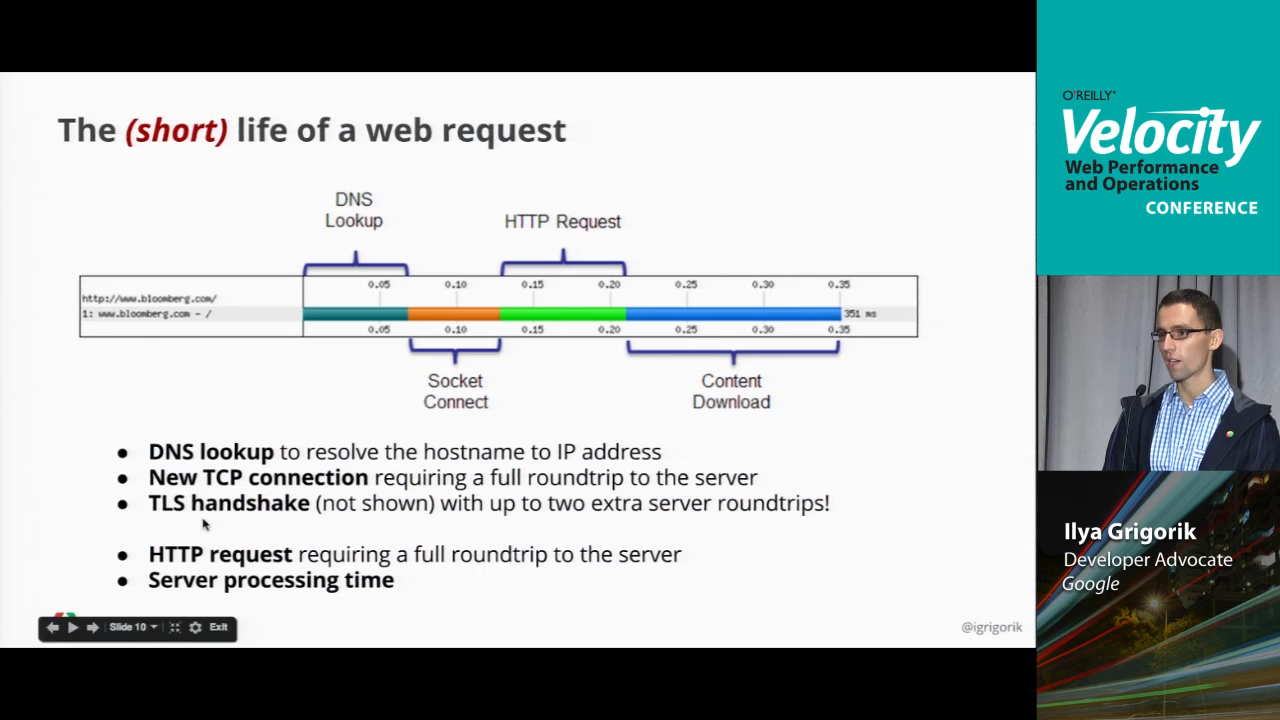 The (short) life of a web request
DNS
Lookup
HTTP Request
0.05 0.10 0.15 0.20 0.25 0.30 0.35
http://www.bloomberg.com/
1: www.bloomberg.com - / 351 ms
0.05 0.10 0.15 0.20 0.25 0.30 0.35
Socket
Connect
Content
Download
● DNS lookup to resolve the hostname to IP address
● New TCP connection requiring a full roundtrip to the server
● TLS handshake (not shown) with up to two extra server roundtrips!
● HTTP request requiring a full roundtrip to the server
● Server processing time
Slide 10 Exit
@igrigorik
O'REILLY®
Velocity
Web Performance
and Operations
CONFERENCE
Ilya Grigorik
Developer Advocate
Google